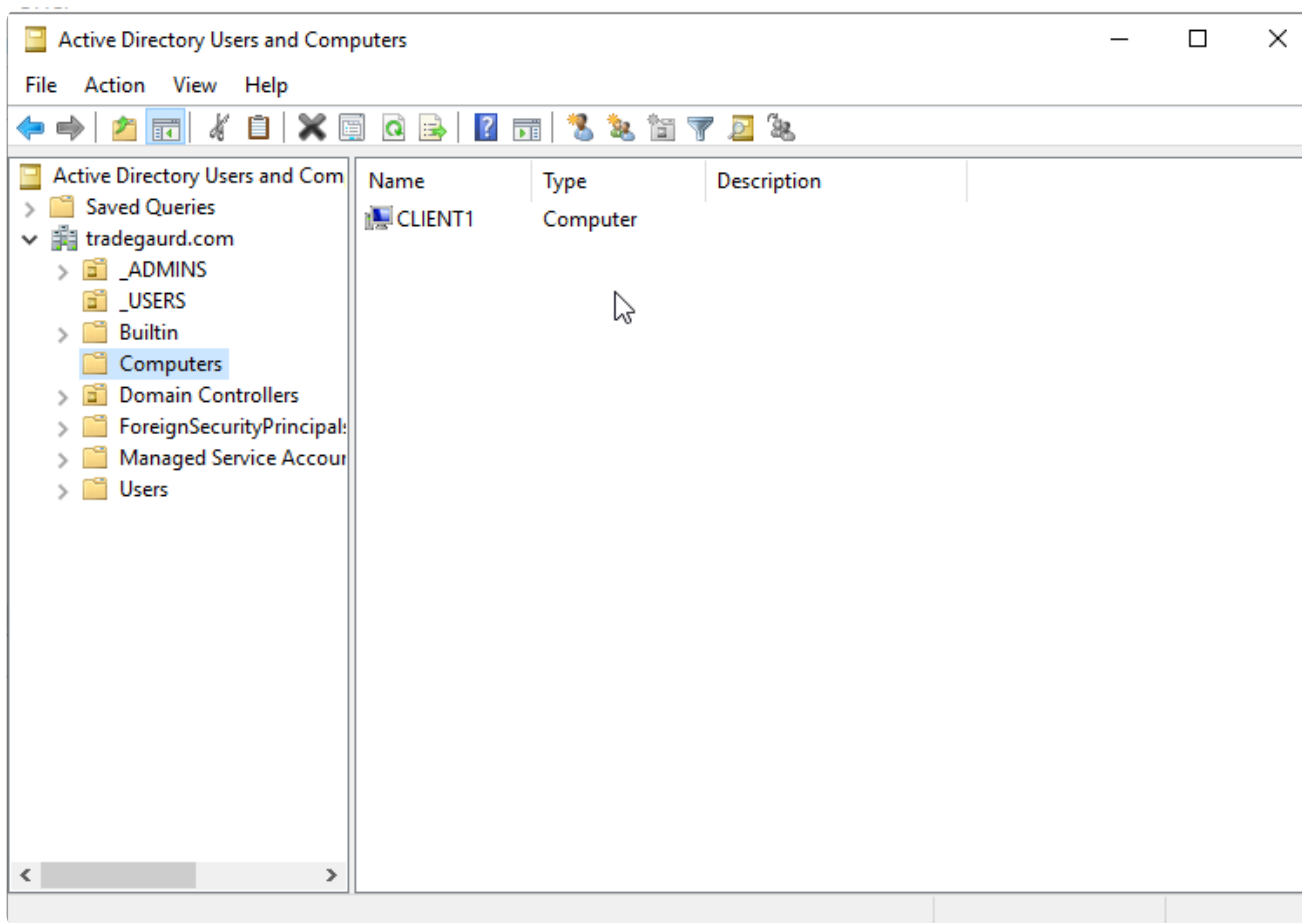 Active Directory Users and Computers
File Action View Help
Active Directory Users and Com
Saved Queries
tradegaurd.com
_ADMINS
_USERS
Builtin
Computers
Domain Controllers
ForeignSecurityPrincipals
Managed Service Accour
Users
Name Type Description
CLIENT1 Computer